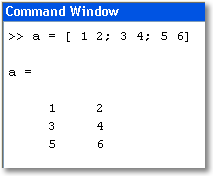 Command Window
>> a = [ 1 2; 3 4; 5 6]
a =
1 2
3 4
5 6